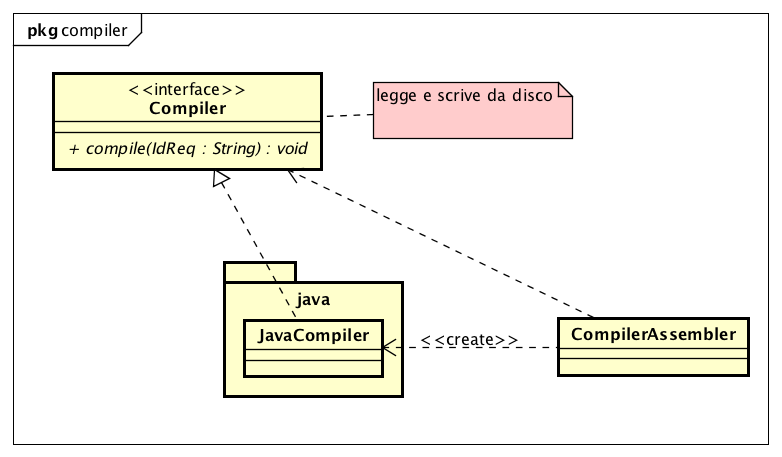 pkg compiler
<<interface>>
Compiler
+ compile(IdReq : String) : void
legge e scrive da disco
java
JavaCompiler
<<create>>
CompilerAssembler